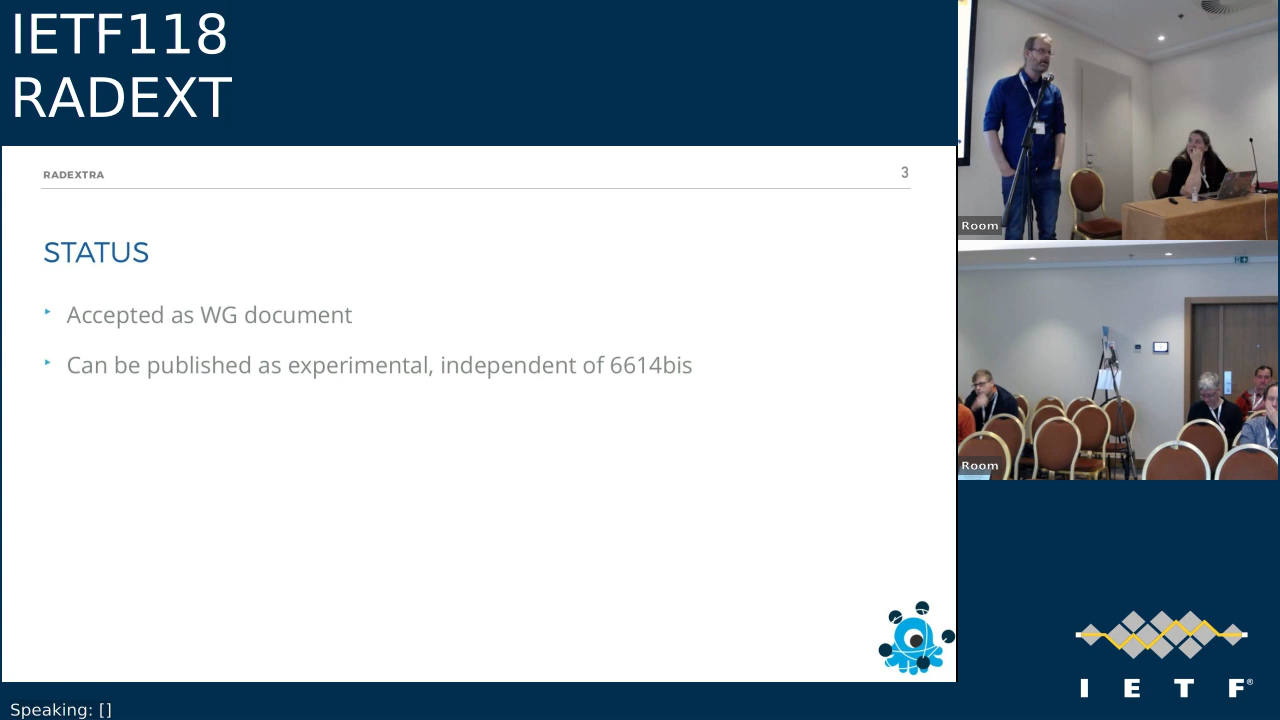 IETF118
RADEXT
RADEXTRA
3
STATUS
Accepted as WG document
Can be published as experimental, independent of 6614bis
Room
Room
I E T F®
Speaking: []